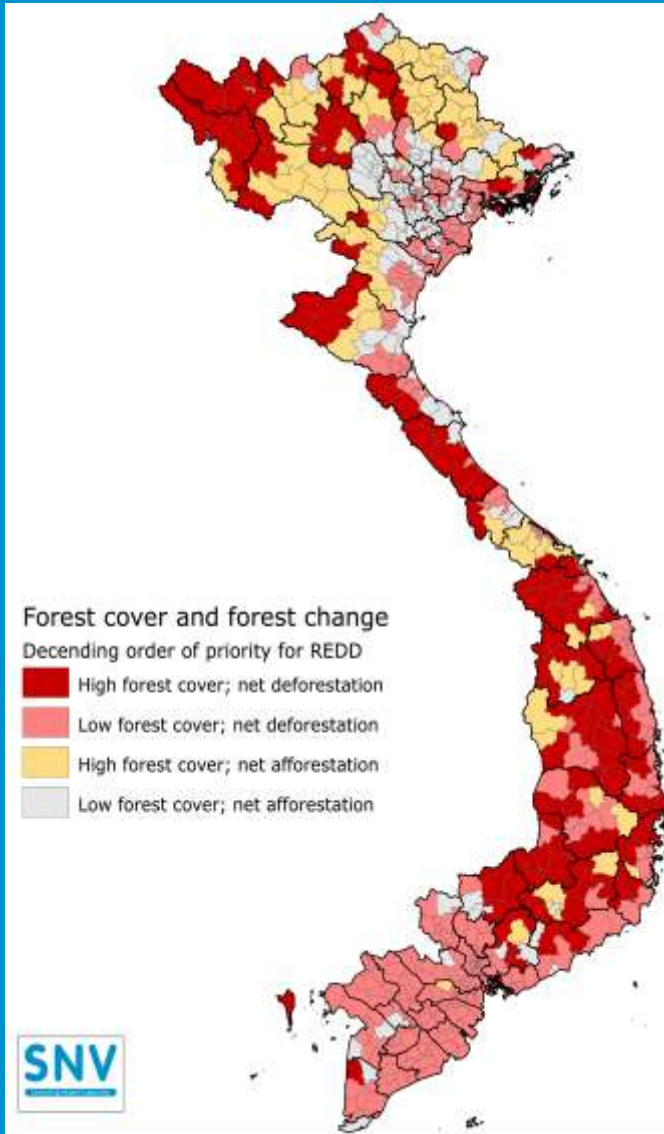 Forest cover and forest change
Decending order of priority for REDD
High forest cover; net deforestation
Low forest cover; net deforestation
High forest cover; net afforestation
Low forest cover; net afforestation
SNV